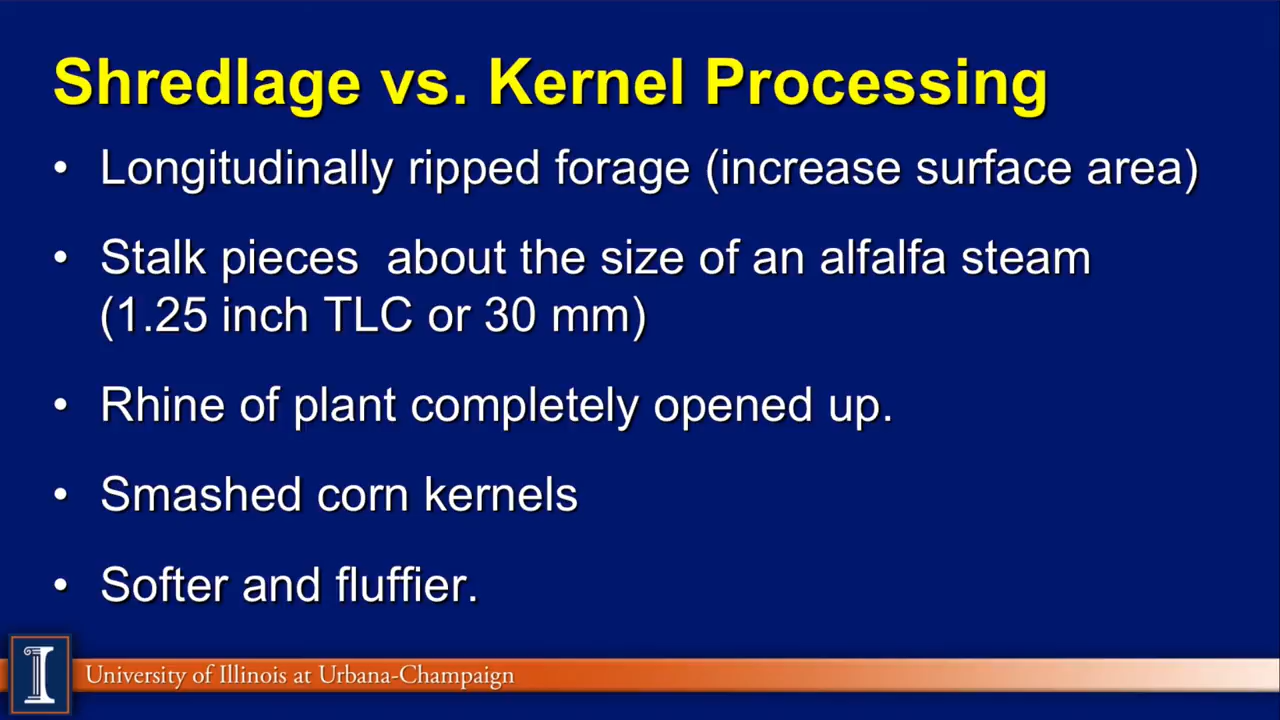 Shredlage vs. Kernel Processing
• Longitudinally ripped forage (increase surface area)
• Stalk pieces  about the size of an alfalfa steam
(1.25 inch TLC or 30 mm)
• Rhine of plant completely opened up.
• Smashed corn kernels
• Softer and fluffier.
University of Illinois at Urbana-Champaign